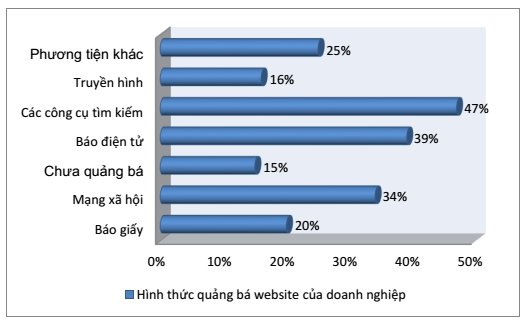 Phương tiện khác 25%
Truyền hình 16%
Các công cụ tìm kiếm 47%
Báo điện tử 39%
Chưa quảng bá 15%
Mạng xã hội 34%
Báo giấy 20%
0% 10% 20% 30% 40% 50%
Hình thức quảng bá website của doanh nghiệp